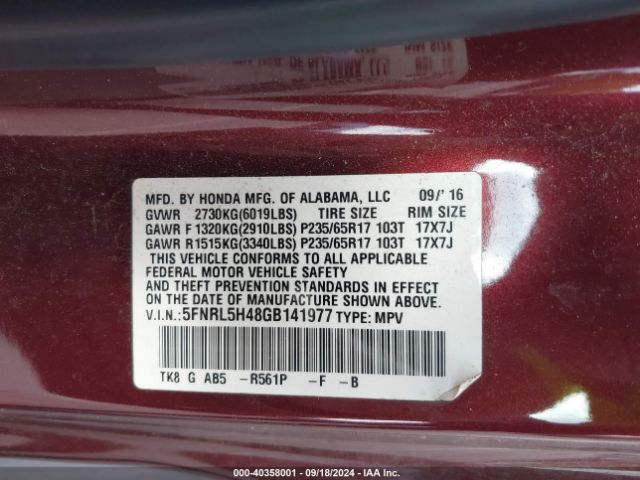 MFD. BY HONDA MFG. OF ALABAMA, LLC 09/'16
GVWR 2730KG(6019LBS) TIRE SIZE RIM SIZE
GAWR F 1320KG(2910LBS) P235/65R17 103T 17X7J
GAWR R 1515KG(3340LBS) P235/65R17 103T 17X7J
THIS VEHICLE CONFORMS TO ALL APPLICABLE
FEDERAL MOTOR VEHICLE SAFETY
AND THEFT PREVENTION STANDARDS IN EFFECT
ON THE DATE OF MANUFACTURE SHOWN ABOVE.
V.I.N.: 5FNRL5H48GB141977 TYPE: MPV
TK8 G AB5 -R561P -F -B
000-40358001 - 09/18/2024 - IAA Inc.